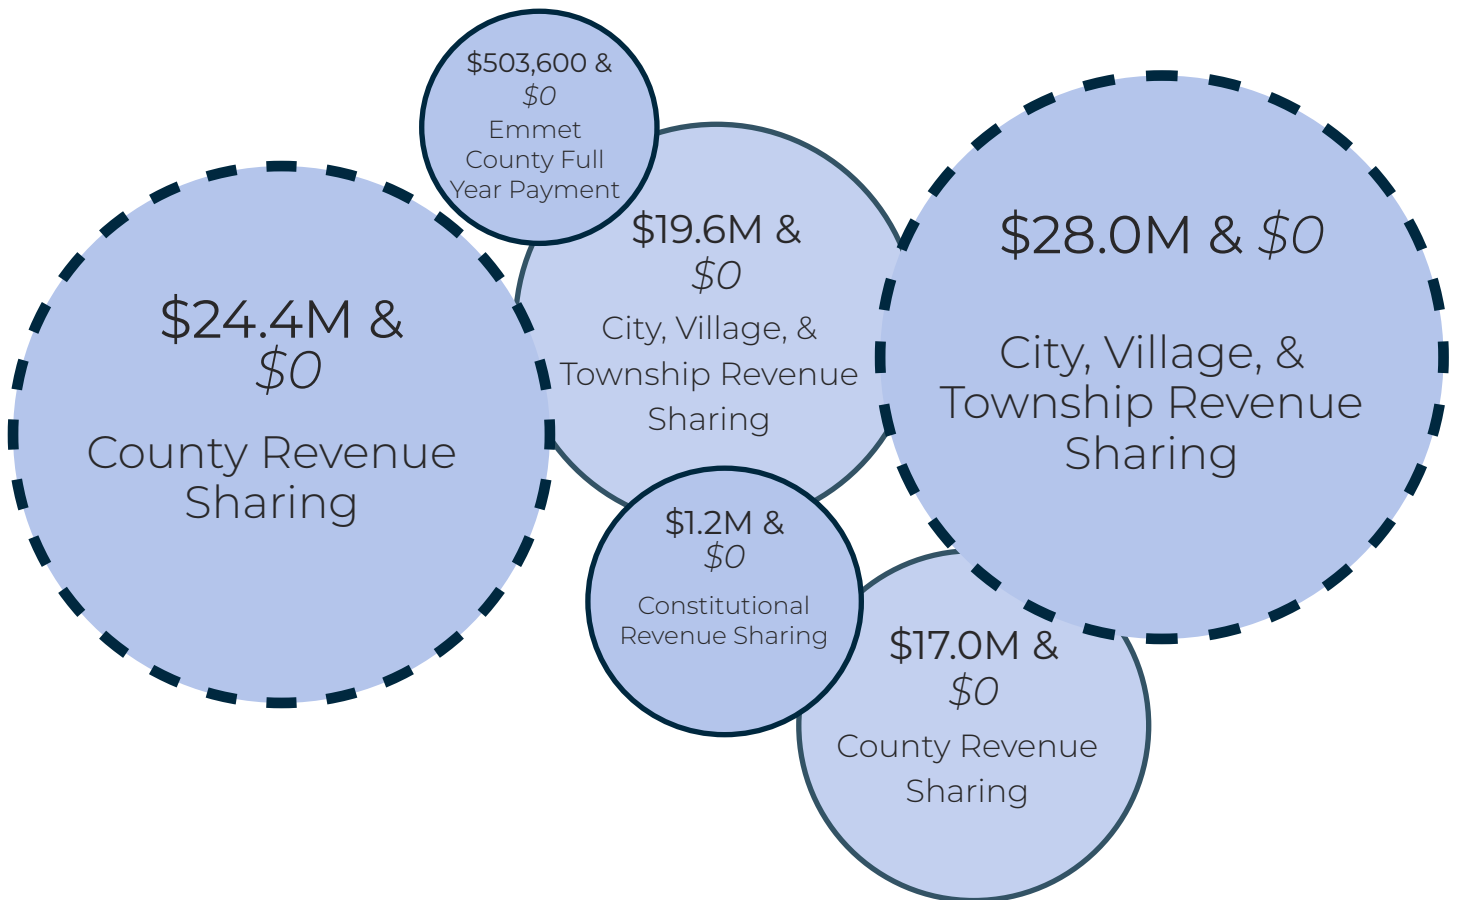 $503,600 &
$0
Emmet
County Full
Year Payment
$24.4M &
$0
County Revenue
Sharing
$19.6M &
$0
City, Village, &
Township Revenue
Sharing
$28.0M & $0
City, Village, &
Township Revenue
Sharing
$1.2M &
$0
Constitutional
Revenue Sharing
$17.0M &
$0
County Revenue
Sharing